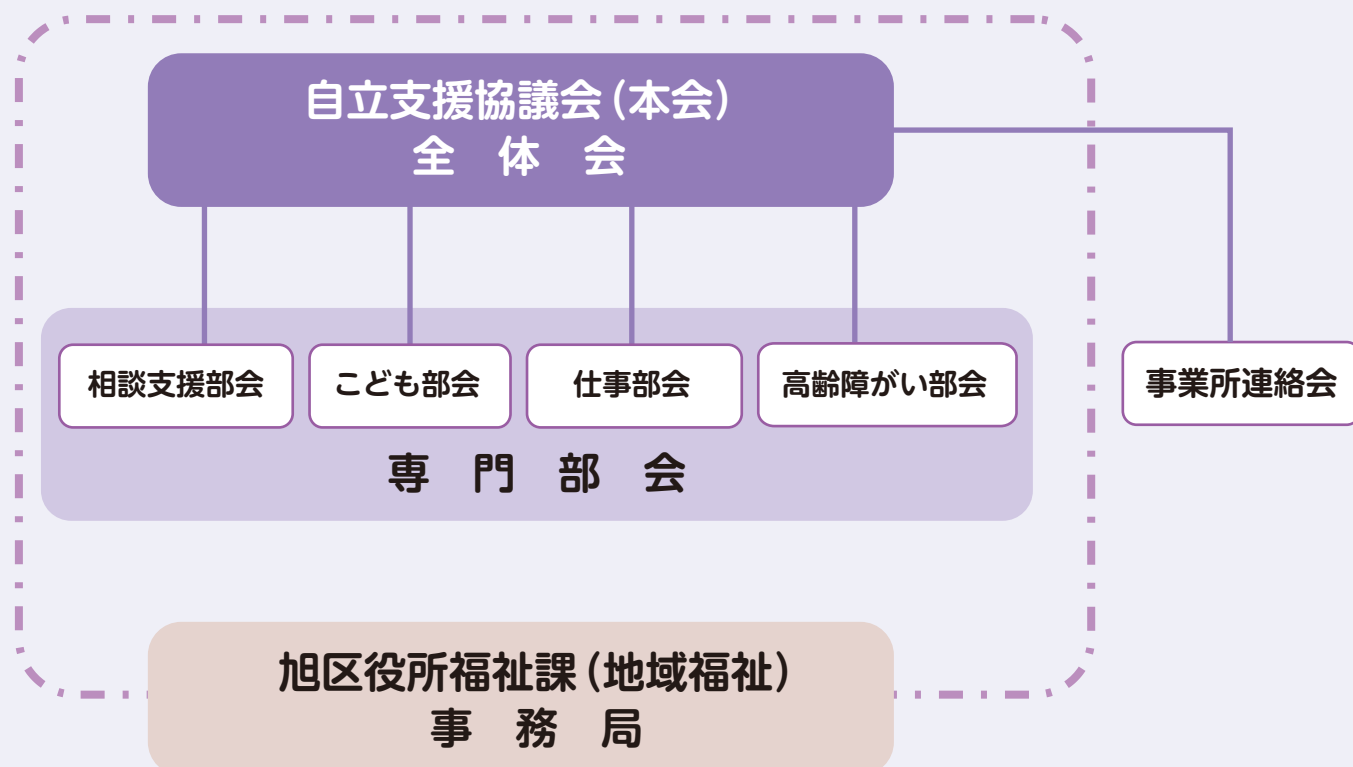 自立支援協議会(本会)
全 体 会
相談支援部会
こども部会
仕事部会
高齢障がい部会
事業所連絡会
専 門 部 会
旭区役所福祉課(地域福祉)
事 務 局